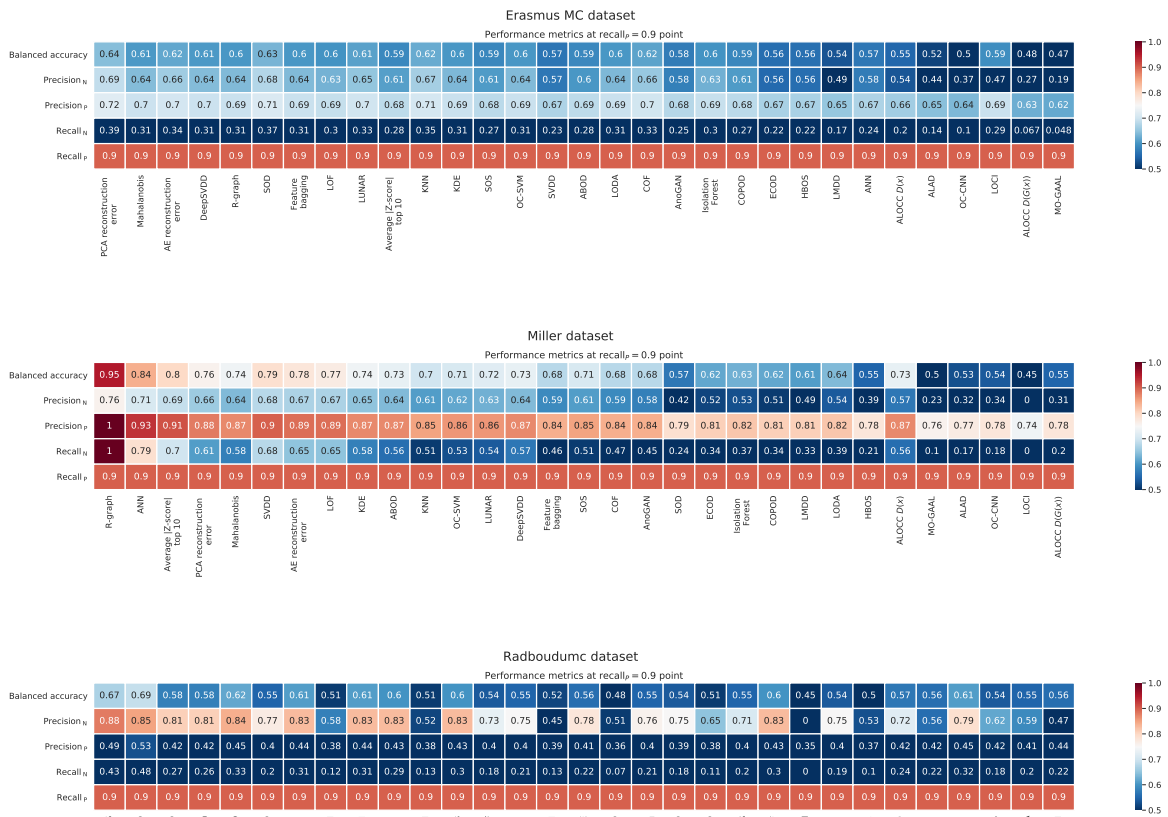 Erasmus MC dataset
Performance metrics at recallP = 0.9 point
Balanced accuracy 0.64 0.61 0.62 0.61 0.6 0.63 0.6 0.6 0.61 0.59 0.62 0.6 0.59 0.6 0.57 0.59 0.6 0.62 0.58 0.6 0.59 0.56 0.56 0.54 0.57 0.55 0.52 0.5 0.59 0.48 0.47
Precision N 0.69 0.64 0.66 0.64 0.64 0.68 0.64 0.63 0.65 0.61 0.67 0.64 0.61 0.64 0.57 0.6 0.64 0.66 0.58 0.63 0.61 0.56 0.56 0.49 0.58 0.54 0.44 0.37 0.47 0.27 0.19
Precision P 0.72 0.7 0.7 0.7 0.69 0.71 0.69 0.69 0.7 0.68 0.71 0.69 0.68 0.69 0.67 0.69 0.69 0.7 0.68 0.69 0.68 0.67 0.67 0.65 0.67 0.66 0.65 0.64 0.69 0.63 0.62
Recall N 0.39 0.31 0.34 0.31 0.31 0.37 0.31 0.3 0.33 0.28 0.35 0.31 0.27 0.31 0.23 0.28 0.31 0.33 0.25 0.3 0.27 0.22 0.22 0.17 0.24 0.2 0.14 0.1 0.29 0.067 0.048
Recall P 0.9 0.9 0.9 0.9 0.9 0.9 0.9 0.9 0.9 0.9 0.9 0.9 0.9 0.9 0.9 0.9 0.9 0.9 0.9 0.9 0.9 0.9 0.9 0.9 0.9 0.9 0.9 0.9 0.9 0.9 0.9
PCA reconstruction
error
Mahalanobis
AE reconstruction
error
DeepSVDD
R-graph
SOD
Feature
bagging
LOF
LUNAR
Average |Z-score|
top 10
KNN
KDE
SOS
OC-SVM
SVDD
ABOD
LODA
COF
AnoGAN
Isolation
Forest
COPOD
ECOD
HBOS
LMDD
ANN
ALOCC D(x)
ALAD
OC-CNN
LOCI
ALOCC D(G(x))
MO-GAAL
1.0
0.9
0.8
0.7
0.6
0.5
Miller dataset
Performance metrics at recallP = 0.9 point
Balanced accuracy 0.95 0.84 0.8 0.76 0.74 0.79 0.78 0.77 0.74 0.73 0.7 0.71 0.72 0.73 0.68 0.71 0.68 0.68 0.57 0.62 0.63 0.62 0.61 0.64 0.55 0.73 0.5 0.53 0.54 0.45 0.55
Precision N 0.76 0.71 0.69 0.66 0.64 0.68 0.67 0.67 0.65 0.64 0.61 0.62 0.63 0.64 0.59 0.61 0.59 0.58 0.42 0.52 0.53 0.51 0.49 0.54 0.39 0.57 0.23 0.32 0.34 0 0.31
Precision P 1 0.93 0.91 0.88 0.87 0.9 0.89 0.89 0.87 0.87 0.85 0.86 0.86 0.87 0.84 0.85 0.84 0.84 0.79 0.81 0.82 0.81 0.81 0.82 0.78 0.87 0.76 0.77 0.78 0.74 0.78
Recall N 1 0.79 0.7 0.61 0.58 0.68 0.65 0.65 0.58 0.56 0.51 0.53 0.54 0.57 0.46 0.51 0.47 0.45 0.24 0.34 0.37 0.34 0.33 0.39 0.21 0.56 0.1 0.17 0.18 0 0.2
Recall P 0.9 0.9 0.9 0.9 0.9 0.9 0.9 0.9 0.9 0.9 0.9 0.9 0.9 0.9 0.9 0.9 0.9 0.9 0.9 0.9 0.9 0.9 0.9 0.9 0.9 0.9 0.9 0.9 0.9 0.9 0.9
R-graph
ANN
Average |Z-score|
top 10
PCA reconstruction
error
Mahalanobis
SVDD
AE reconstruction
error
LOF
KDE
ABOD
KNN
OC-SVM
LUNAR
DeepSVDD
Feature
bagging
SOS
COF
AnoGAN
SOD
ECOD
Isolation
Forest
COPOD
LMDD
LODA
HBOS
ALOCC D(x)
MO-GAAL
ALAD
OC-CNN
LOCI
ALOCC D(G(x))
1.0
0.9
0.8
0.7
0.6
0.5
Radboudumc dataset
Performance metrics at recallP = 0.9 point
Balanced accuracy 0.67 0.69 0.58 0.58 0.62 0.55 0.61 0.51 0.61 0.6 0.51 0.6 0.54 0.55 0.52 0.56 0.48 0.55 0.54 0.51 0.55 0.6 0.45 0.54 0.5 0.57 0.56 0.61 0.54 0.55 0.56
Precision N 0.88 0.85 0.81 0.81 0.84 0.77 0.83 0.58 0.83 0.83 0.52 0.83 0.73 0.75 0.45 0.78 0.51 0.76 0.75 0.65 0.71 0.83 0 0.75 0.53 0.72 0.56 0.79 0.62 0.59 0.47
Precision P 0.49 0.53 0.42 0.42 0.45 0.4 0.44 0.38 0.44 0.43 0.38 0.43 0.4 0.4 0.39 0.41 0.36 0.4 0.39 0.38 0.4 0.43 0.35 0.4 0.37 0.42 0.42 0.45 0.42 0.41 0.44
Recall N 0.43 0.48 0.27 0.26 0.33 0.2 0.31 0.12 0.31 0.29 0.13 0.3 0.18 0.21 0.13 0.22 0.07 0.21 0.18 0.11 0.2 0.3 0 0.19 0.1 0.24 0.22 0.32 0.18 0.2 0.22
Recall P 0.9 0.9 0.9 0.9 0.9 0.9 0.9 0.9 0.9 0.9 0.9 0.9 0.9 0.9 0.9 0.9 0.9 0.9 0.9 0.9 0.9 0.9 0.9 0.9 0.9 0.9 0.9 0.9 0.9 0.9 0.9
1.0
0.9
0.8
0.7
0.6
0.5